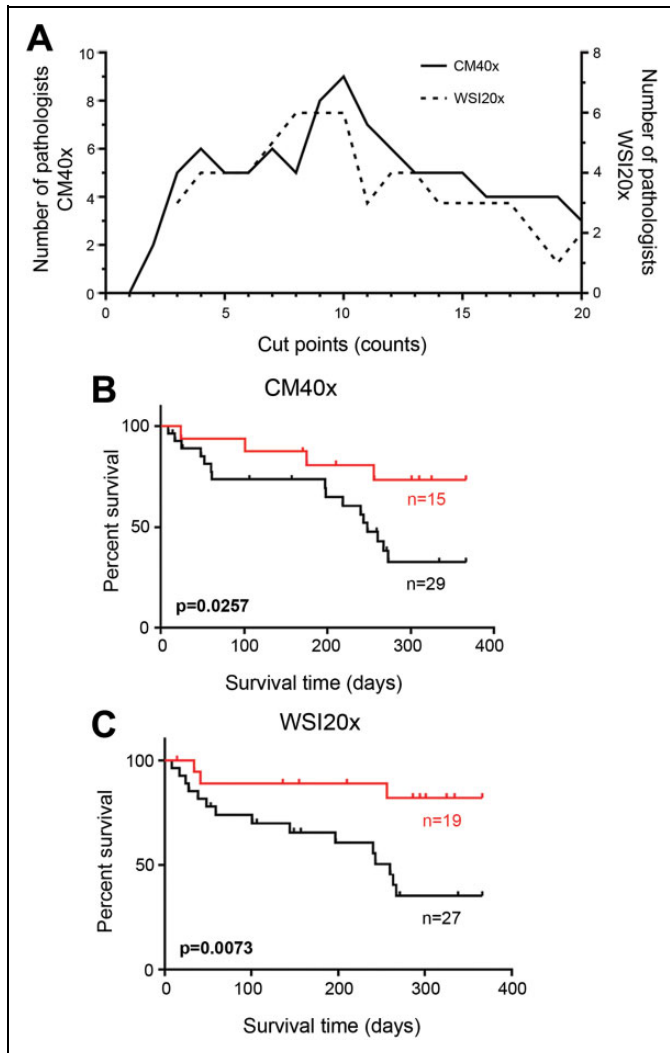 A
10
8
6
4
2
0
Number of pathologists
CM40x
CM40x
WSI20x
8
6
4
2
0
Number of pathologists
WSI20x
0
5
10
15
20
Cut points (counts)
B
CM40x
100
50
0
Percent survival
n=15
n=29
p=0.0257
0
100
200
300
400
Survival time (days)
C
WSI20x
100
50
0
Percent survival
n=19
n=27
p=0.0073
0
100
200
300
400
Survival time (days)